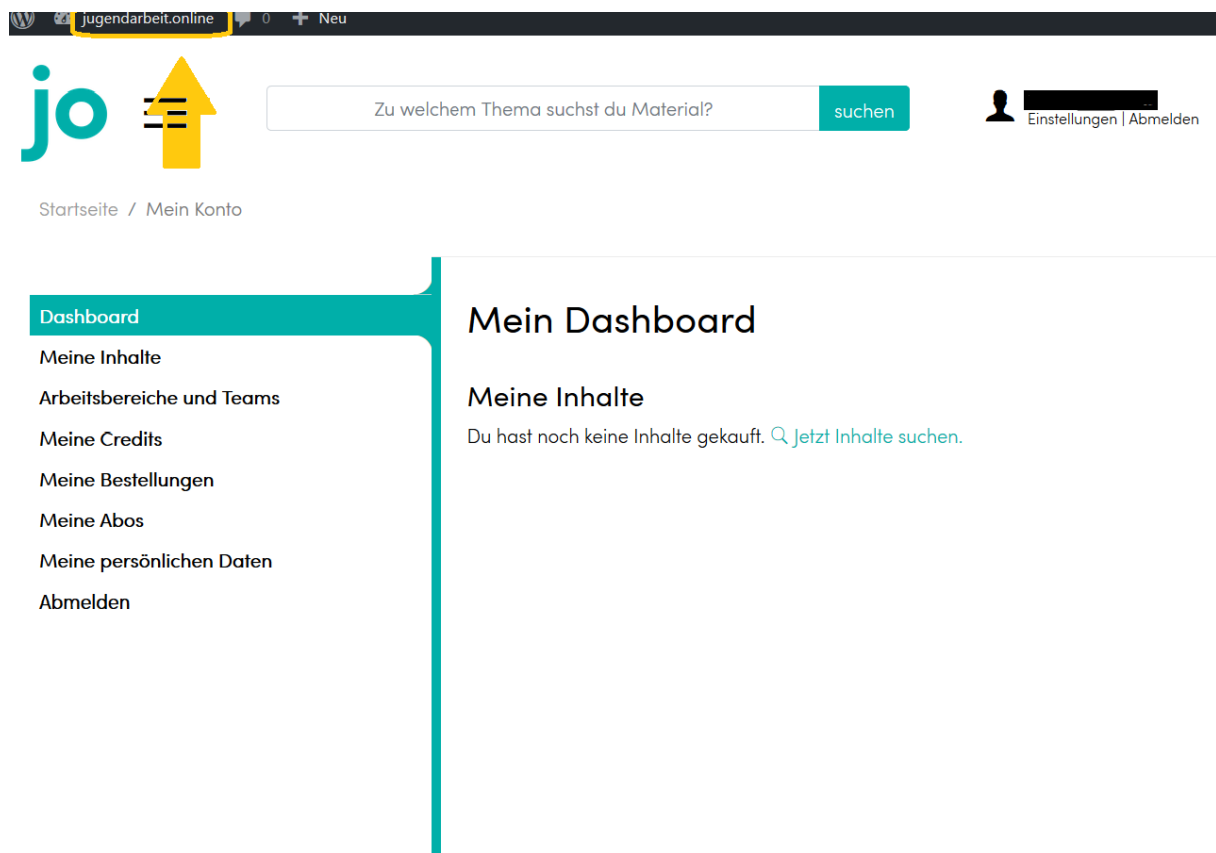 jugendarbeit.online 0 + Neu
jo
Zu welchem Thema suchst du Material?
suchen
Einstellungen | Abmelden
Startseite / Mein Konto
Dashboard
Meine Inhalte
Arbeitsbereiche und Teams
Meine Credits
Meine Bestellungen
Meine Abos
Meine persönlichen Daten
Abmelden
Mein Dashboard
Meine Inhalte
Du hast noch keine Inhalte gekauft. Jetzt Inhalte suchen.